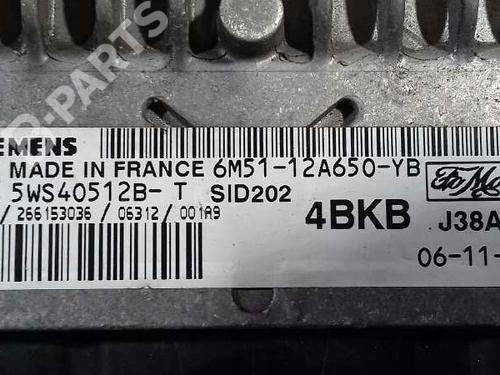 EMENS
MADE IN FRANCE 6M51-12A650-YB
5WS40512B- T SID202
/ 266153036 / 06312 / 001A9
4BKB J38A
06-11-